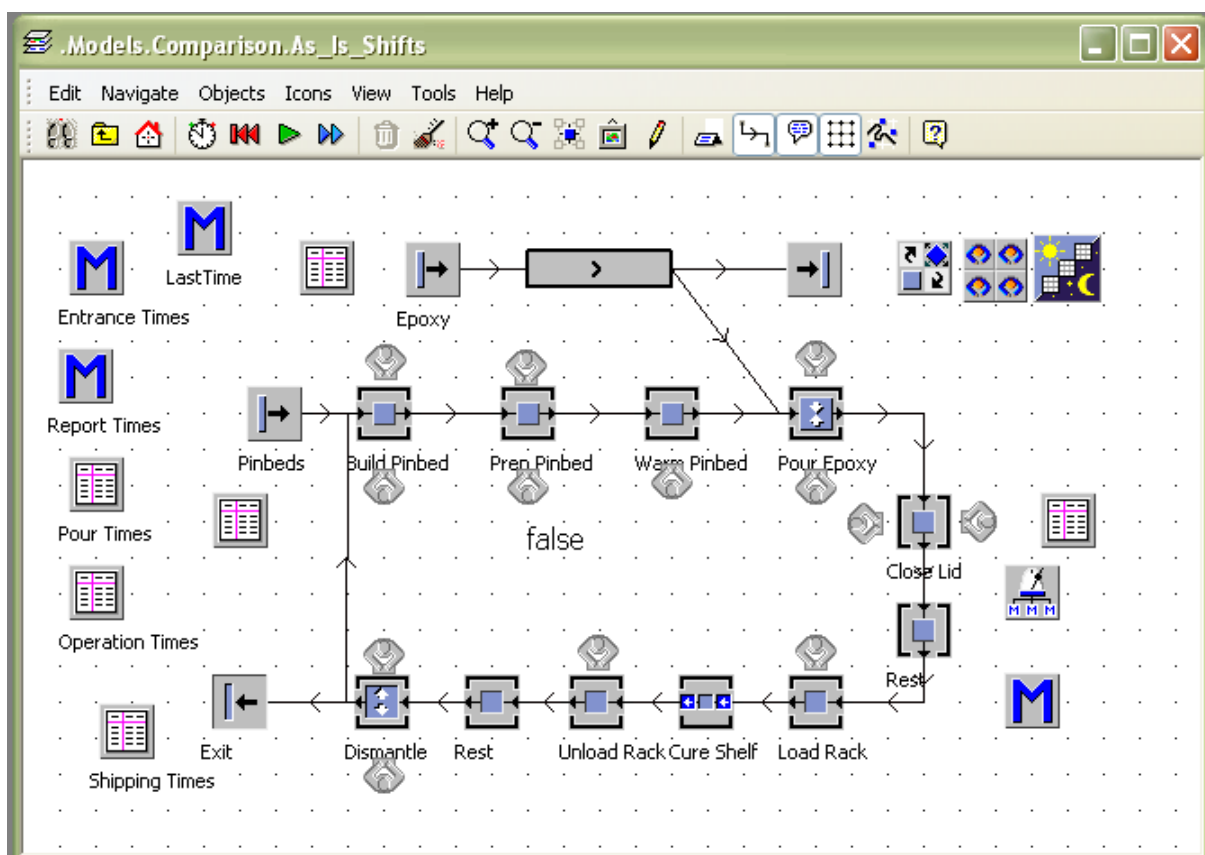 .Models.Comparison.As_Is_Shifts
Edit Navigate Objects Icons View Tools Help
M
LastTime
M
Entrance Times
Epoxy
M
Report Times
Pinbeds
Build Pinbed
Prep Pinbed
Warm Pinbed
Pour Epoxy
Pour Times
false
Close Lid
M M M
Operation Times
Rest
M
Exit
Dismantle
Rest
Unload Rack
Cure Shelf
Load Rack
Shipping Times